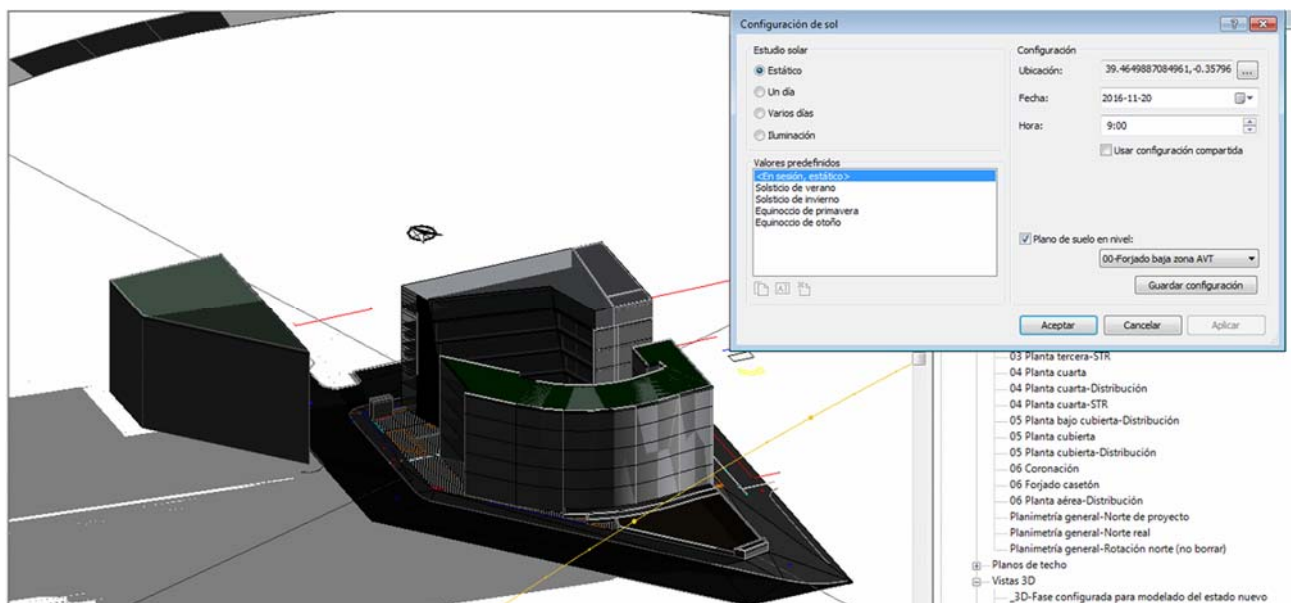 Configuración de sol
Estudio solar
Estático
Un día
Varios días
Iluminación
Valores predefinidos
<En sesión, estático>
Solsticio de verano
Solsticio de invierno
Equinoccio de primavera
Equinoccio de otoño
Configuración
Ubicación: 39.4649887084961,-0.35796 ...
Fecha: 2016-11-20
Hora: 9:00
Usar configuración compartida
Plano de suelo en nivel:
00-Forjado baja zona AVT
Guardar configuración
Aceptar Cancelar Aplicar
03 Planta tercera-STR
04 Planta cuarta
04 Planta cuarta-Distribución
04 Planta cuarta-STR
05 Planta bajo cubierta-Distribución
05 Planta cubierta
05 Planta cubierta-Distribución
06 Coronación
06 Forjado casetón
06 Planta aérea-Distribución
Planimetría general-Norte de proyecto
Planimetría general-Norte real
Planimetría general-Rotación norte (no borrar)
Planos de techo
Vistas 3D
_3D-Fase configurada para modelado del estado nuevo